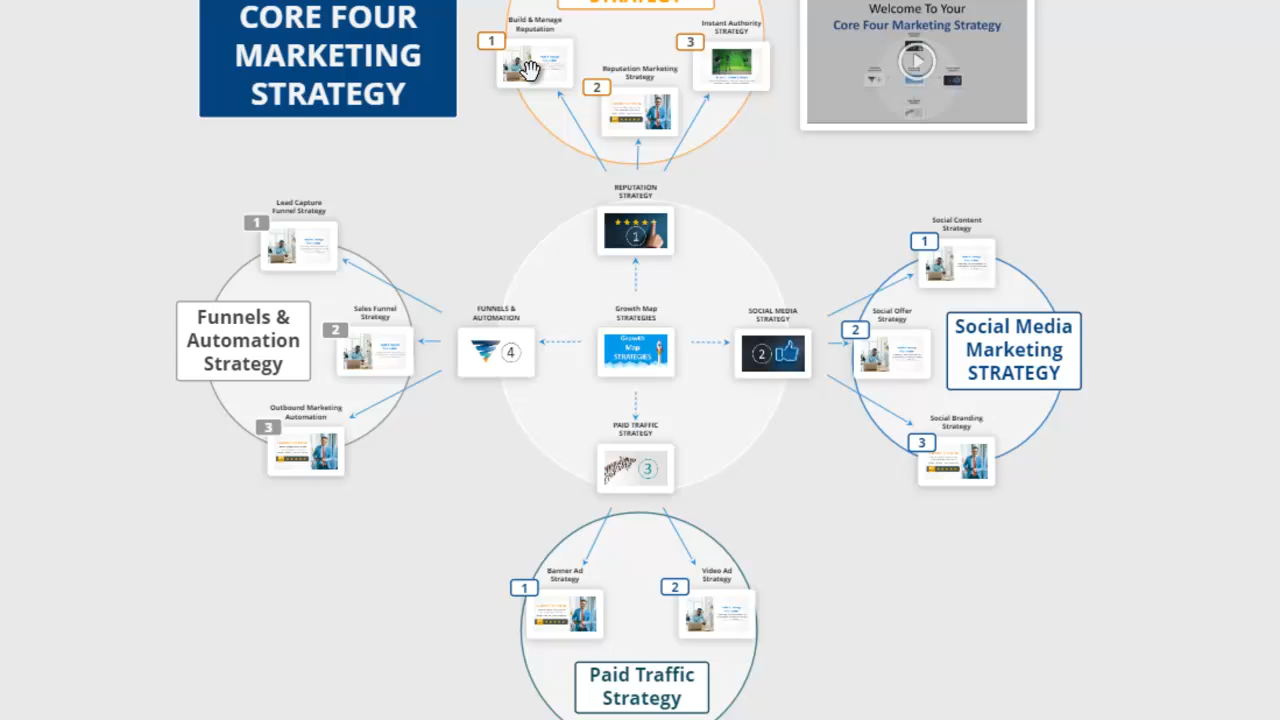 CORE FOUR
MARKETING
STRATEGY
STRATEGY
Build & Manage
Reputation
1
Reputation Marketing
Strategy
2
Instant Authority
STRATEGY
3
Welcome To Your
Core Four Marketing Strategy
REPUTATION
STRATEGY
1
Lead Capture
Funnel Strategy
1
Funnels &
Automation
Strategy
Sales Funnel
Strategy
2
Outbound Marketing
Automation
3
FUNNELS &
AUTOMATION
4
Growth Map
STRATEGIES
Growth
Map
STRATEGIES
SOCIAL MEDIA
STRATEGY
2
Social Content
Strategy
1
Social Offer
Strategy
2
Social Media
Marketing
STRATEGY
Social Branding
Strategy
3
PAID TRAFFIC
STRATEGY
3
Banner Ad
Strategy
1
Video Ad
Strategy
2
Paid Traffic
Strategy